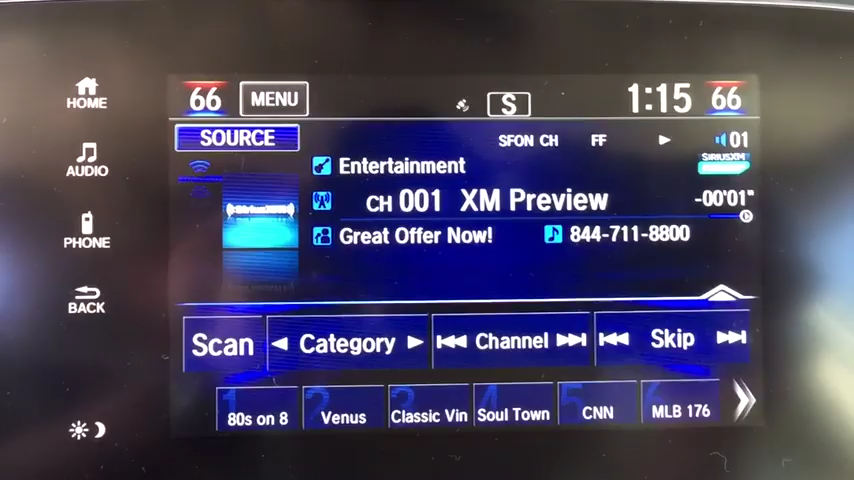 HOME
AUDIO
PHONE
BACK
66 MENU S 1:15 66
SOURCE SFON CH FF 01
SIRIUSXM
Entertainment
CH 001 XM Preview -00'01"
Great Offer Now! 844-711-8800
Scan Category Channel Skip
1 2 3 4 5 6
80s on 8 Venus Classic Vin Soul Town CNN MLB 176